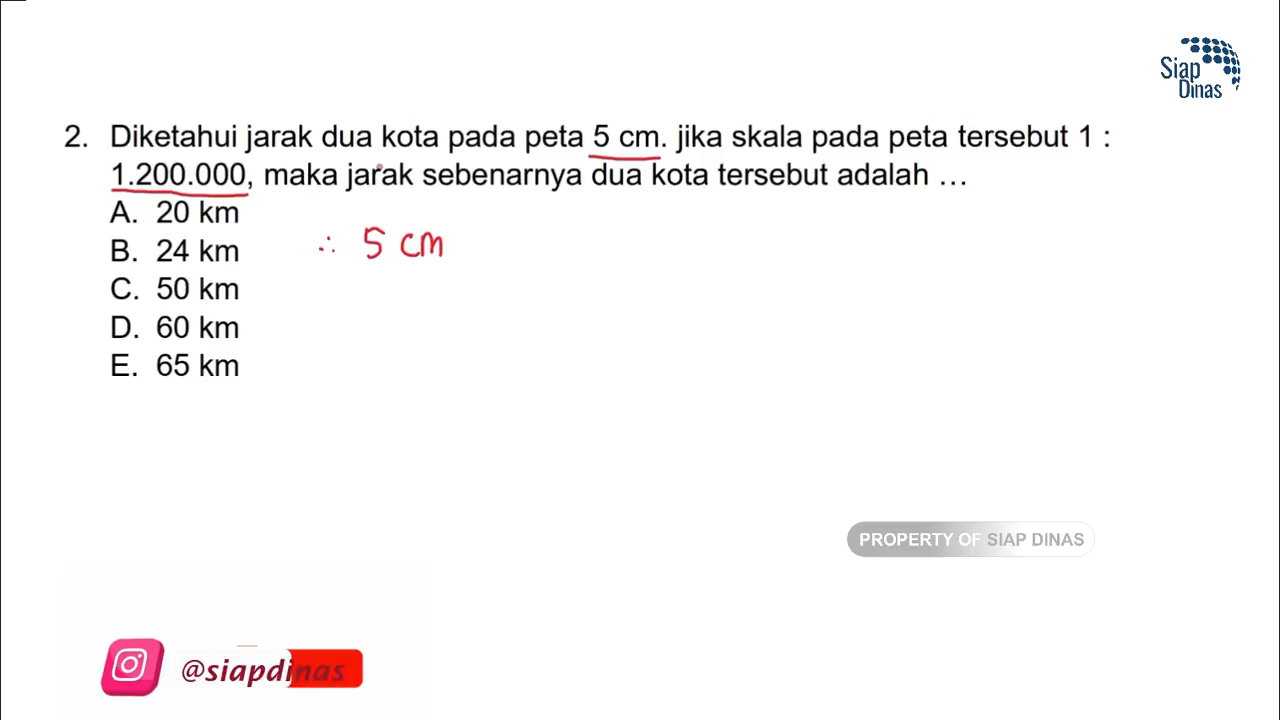 Siap
Dinas
2. Diketahui jarak dua kota pada peta 5 cm. jika skala pada peta tersebut 1 :
1.200.000, maka jarak sebenarnya dua kota tersebut adalah …
A. 20 km
B. 24 km
∴ 5 cm
C. 50 km
D. 60 km
E. 65 km
PROPERTY OF SIAP DINAS
@siapdinas